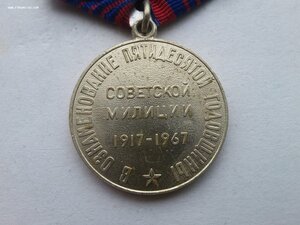 В ОЗНАМЕНОВАНИЕ ПЯТИДЕСЯТОЙ ГОДОВЩИНЫ
СОВЕТСКОЙ
МИЛИЦИИ
1917-1967